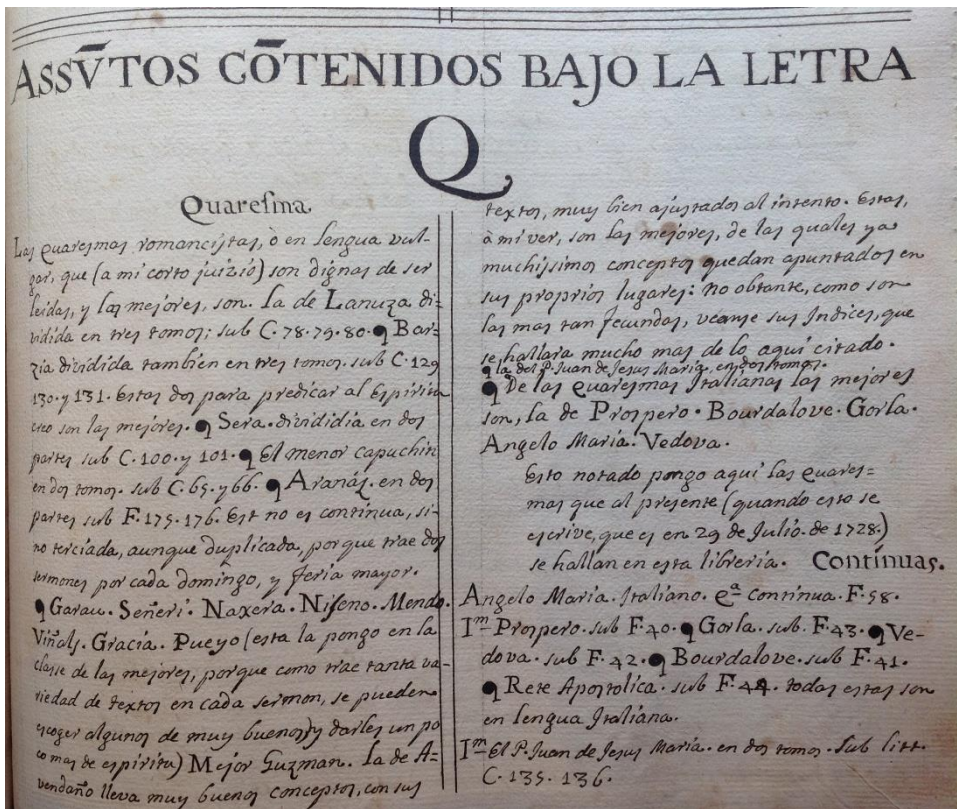 ASSV̄TOS CŌTENIDOS BAJO LA LETRA
Q
Quaresma.
Las quaresmas romancistas, ò en lengua vul-
gar, que (a mi corto juizio) son dignas de ser
leidas, y las mejores, son. la de Lanuza di=
vidida en tres tomos; sub C. 78. 79. 80. ¶ Bar=
zia dividida tambien en tres tomos. sub C. 129
130. y 131. estas dos para predicar al espiritu
creo son las mejores. ¶ Sera. divididia en dos
partes sub C. 100. y 101. ¶ El menor capuchin
en dos tomos. sub C. 65. y 66. ¶ Aranáz. en dos
partes sub F. 175. 176. Est no es continua, si-
no terciada, aunque duplicada, porque trae dos
sermones por cada domingo, y feria mayor.
¶ Garau. Señeri. Naxera. Niseno. Mendo.
Viñals. Gracia. Pueyo (esta la pongo en la
classe de las mejores, porque como trae tanta va-
riedad de textos en cada sermon, se pueden
escoger algunos de muy buenos) y darles un po
co mas de espiritu) Mejor Guzman. la de A=
vendaño lleva muy buenos conceptos, con sus
textos, muy bien ajustados al intento. Estas,
à mi ver, son las mejores, de las quales ya
muchissimos conceptos quedan apuntados en
sus proprios lugares: no obtante, como son
las mas tan fecundas, veanse sus Indices, que
se hallara mucho mas de lo aqui citado.
¶ la del P. Juan de Jesus Maria, en dos tomos.
¶ De las quaresmas Italianas las mejores
son, la de Prospero. Bourdalove. Gorla.
Angelo Maria. Vedova.
Esto notado pongo aqui las quares=
mas que al presente (quando esto se
escrive, que es en 29 de Julio. de 1728.)
se hallan en esta libreria. Contínuas.
Angelo Maria. Italiano. Qᵃ continua. F. 58.
Iᵐ Prospero. sub F. 40. ¶ Gorla. sub. F. 43. ¶ Ve-
dova. sub F. 42. ¶ Bourdalove. sub F. 41.
¶ Rete Apostolica. sub F. 44. todas estas son
en lengua Italiana.
Iᵐ El P. Juan de Jesus Maria. en dos tomos. Sub litt.
C. 135. 136.